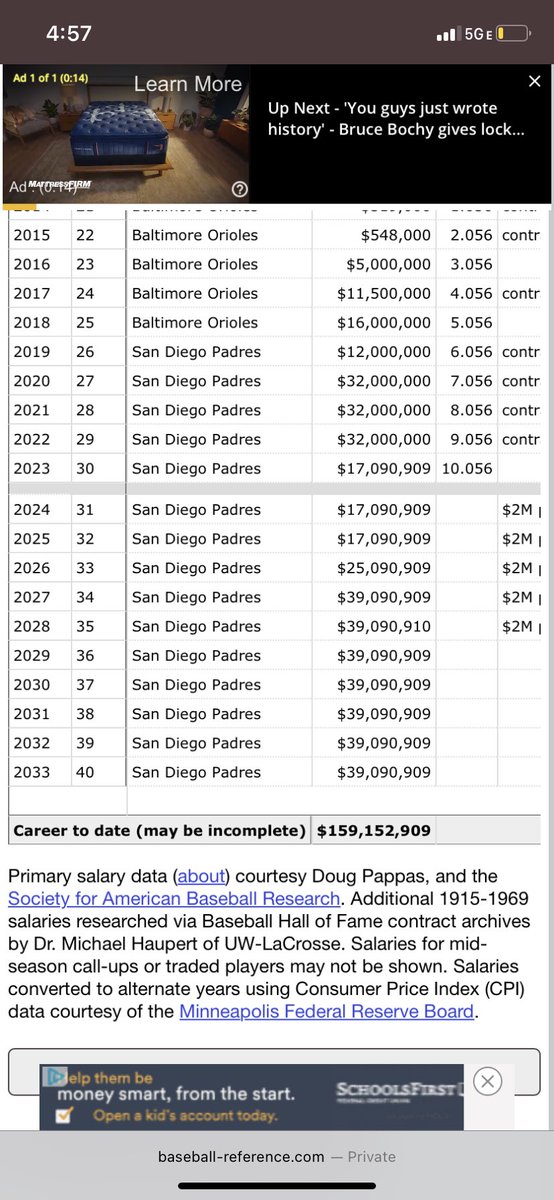 4:57
5GE
Ad 1 of 1 (0:14)
Learn More
Up Next - 'You guys just wrote
history' - Bruce Bochy gives lock...
Ad : (0:14)
MATTRESS FIRM
2015 22 Baltimore Orioles $548,000 2.056 contr
2016 23 Baltimore Orioles $5,000,000 3.056
2017 24 Baltimore Orioles $11,500,000 4.056 contr
2018 25 Baltimore Orioles $16,000,000 5.056
2019 26 San Diego Padres $12,000,000 6.056 contr
2020 27 San Diego Padres $32,000,000 7.056 contr
2021 28 San Diego Padres $32,000,000 8.056 contr
2022 29 San Diego Padres $32,000,000 9.056 contr
2023 30 San Diego Padres $17,090,909 10.056
2024 31 San Diego Padres $17,090,909 $2M
2025 32 San Diego Padres $17,090,909 $2M
2026 33 San Diego Padres $25,090,909 $2M
2027 34 San Diego Padres $39,090,909 $2M
2028 35 San Diego Padres $39,090,910 $2M
2029 36 San Diego Padres $39,090,909
2030 37 San Diego Padres $39,090,909
2031 38 San Diego Padres $39,090,909
2032 39 San Diego Padres $39,090,909
2033 40 San Diego Padres $39,090,909
Career to date (may be incomplete) $159,152,909
Primary salary data (about) courtesy Doug Pappas, and the
Society for American Baseball Research. Additional 1915-1969
salaries researched via Baseball Hall of Fame contract archives
by Dr. Michael Haupert of UW-LaCrosse. Salaries for mid-
season call-ups or traded players may not be shown. Salaries
converted to alternate years using Consumer Price Index (CPI)
data courtesy of the Minneapolis Federal Reserve Board.
elp them be
money smart, from the start.
Open a kid's account today.
SCHOOLSFIRST
baseball-reference.com — Private